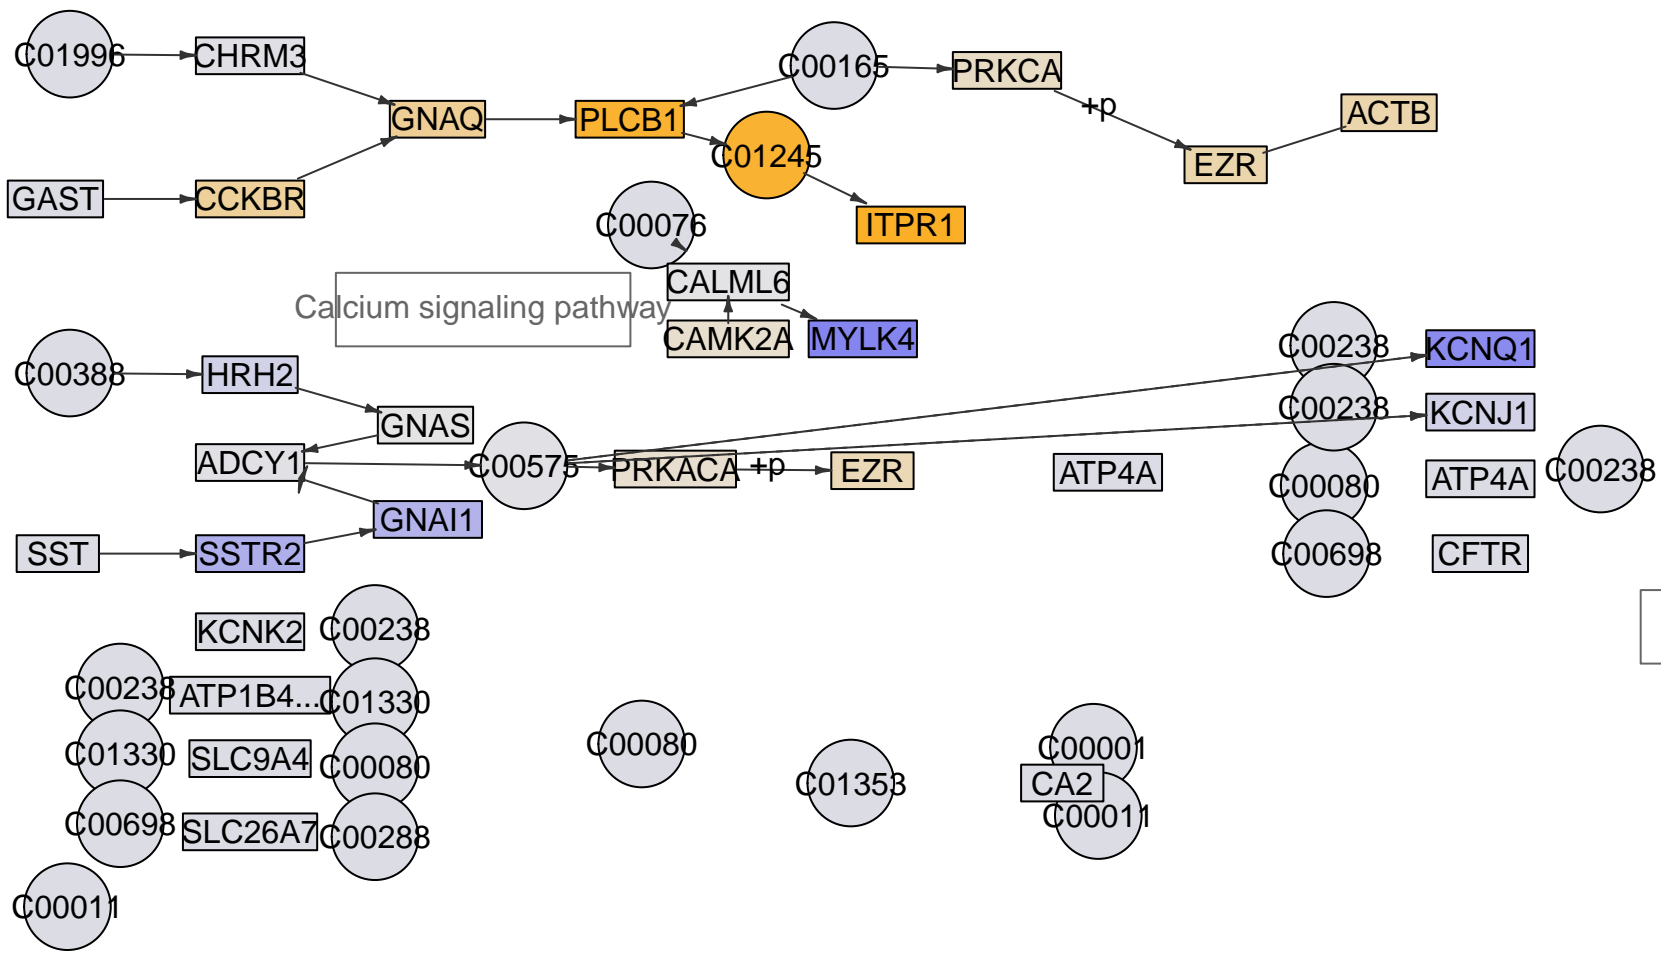 C01996
CHRM3
C00165
PRKCA
+p
ACTB
GNAQ
PLCB1
C01245
EZR
GAST
CCKBR
C00076
ITPR1
CALML6
Calcium signaling pathway
CAMK2A
MYLK4
C00238
KCNQ1
C00388
HRH2
C00238
KCNJ1
GNAS
ADCY1
C00575
PRKACA
+p
EZR
ATP4A
C00080
ATP4A
C00238
GNAI1
SST
SSTR2
C00698
CFTR
KCNK2
C00238
C00238
ATP1B4...
C01330
C01330
SLC9A4
C00080
C00080
C01353
C00001
CA2
C00011
C00698
SLC26A7
C00288
C00011